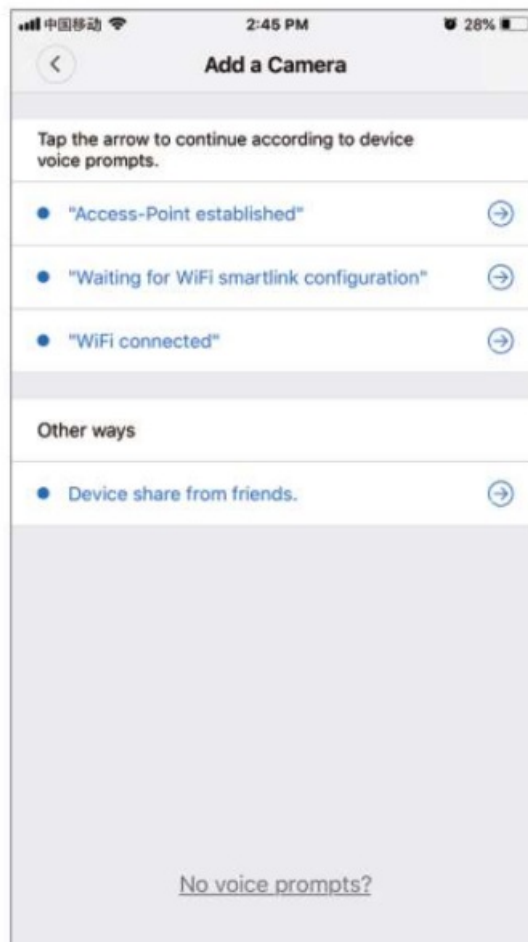 中国移动 2:45 PM 28%
Add a Camera
Tap the arrow to continue according to device
voice prompts.
"Access-Point established"
"Waiting for WiFi smartlink configuration"
"WiFi connected"
Other ways
Device share from friends.
No voice prompts?